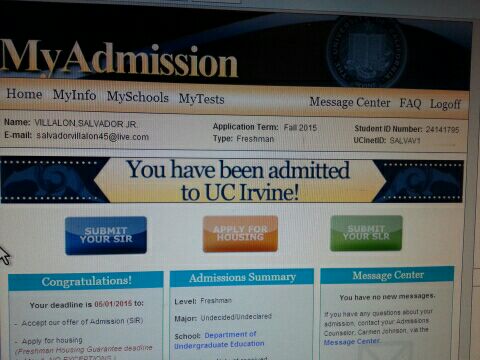 MyAdmission
Home MyInfo MySchools MyTests Message Center FAQ Logoff
Name: VILLALON,SALVADOR JR. Application Term: Fall 2015 Student ID Number: 24141795
E-mail: salvadorvillalon45@live.com Type: Freshman UCInetID: SALVAV1
You have been admitted
to UC Irvine!
SUBMIT
YOUR SIR
APPLY FOR
HOUSING
SUBMIT
YOUR SLR
Congratulations!
Your deadline is 05/01/2015 to:
- Accept our offer of Admission (SIR)
- Apply for housing
(Freshman Housing Guarantee deadline
NO EXCEPTIONS
Admissions Summary
Level: Freshman
Major: Undecided/Undeclared
School: Department of
Undergraduate Education
Message Center
You have no new messages.
If you have any questions about your
admission, contact your Admissions
Counselor, Carmen Johnson, via the
Message Center.